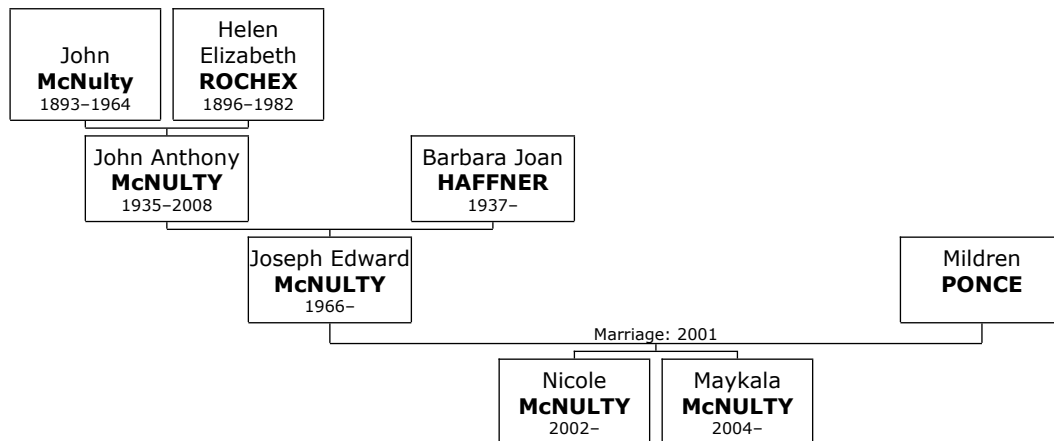 John
McNulty
1893–1964
Helen
Elizabeth
ROCHEX
1896–1982
John Anthony
McNULTY
1935–2008
Barbara Joan
HAFFNER
1937–
Joseph Edward
McNULTY
1966–
Mildren
PONCE
Marriage: 2001
Nicole
McNULTY
2002–
Maykala
McNULTY
2004–